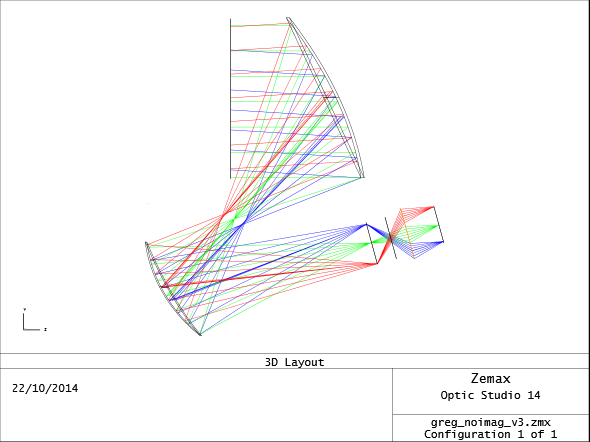 Y
Z
3D Layout
22/10/2014
Zemax
Optic Studio 14
greg_noimag_v3.zmx
Configuration 1 of 1